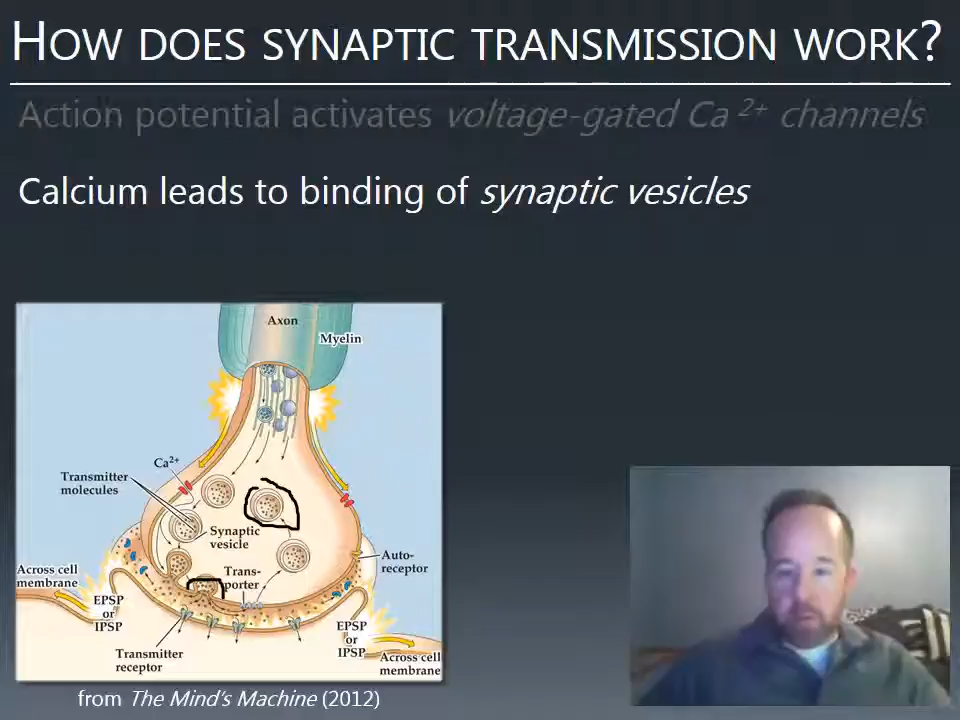 HOW DOES SYNAPTIC TRANSMISSION WORK?
Action potential activates voltage-gated Ca 2+ channels
Calcium leads to binding of synaptic vesicles
Axon
Myelin
Ca2+
Transmitter
molecules
Synaptic
vesicle
Trans-
porter
Auto-
receptor
Across cell
membrane
EPSP
or
IPSP
EPSP
or
IPSP
Transmitter
receptor
Across cell
membrane
from The Mind's Machine (2012)